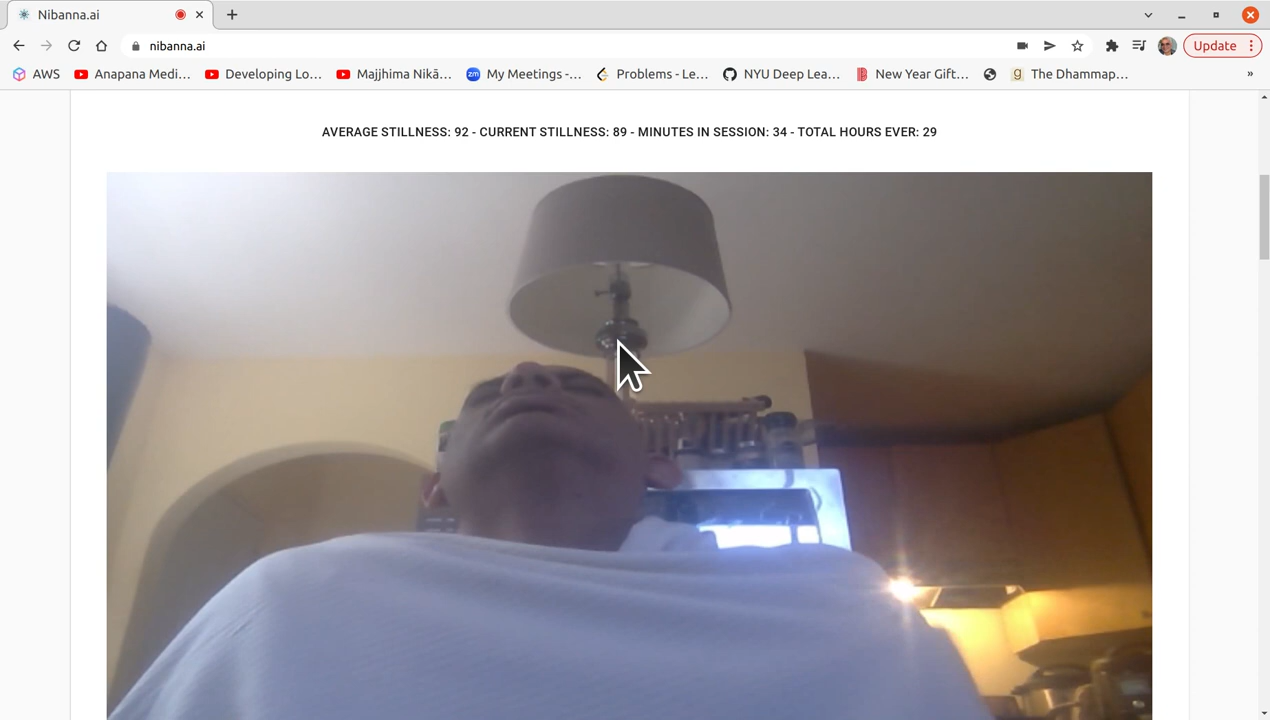 Nibanna.ai
nibanna.ai
Update
AWS
Anapana Medi...
Developing Lo...
Majjhima Nikā...
zm
My Meetings -...
Problems - Le...
NYU Deep Lea...
New Year Gift...
g
The Dhammap...
»
AVERAGE STILLNESS: 92 - CURRENT STILLNESS: 89 - MINUTES IN SESSION: 34 - TOTAL HOURS EVER: 29